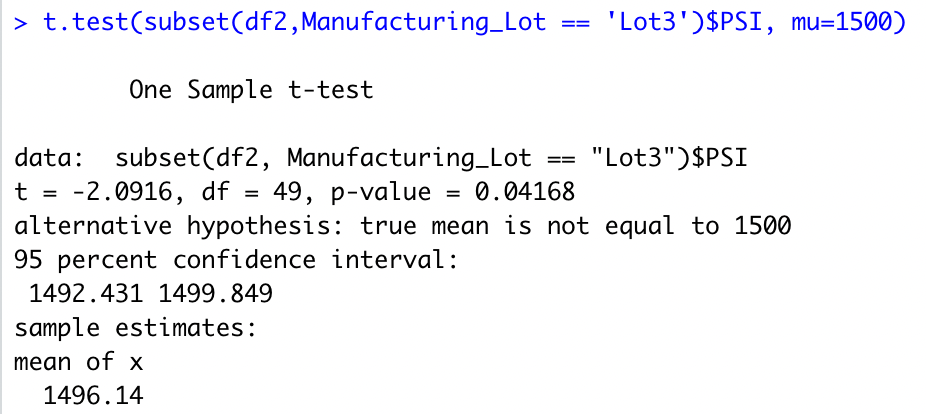 > t.test(subset(df2,Manufacturing_Lot == 'Lot3')$PSI, mu=1500)
One Sample t-test
data:  subset(df2, Manufacturing_Lot == "Lot3")$PSI
t = -2.0916, df = 49, p-value = 0.04168
alternative hypothesis: true mean is not equal to 1500
95 percent confidence interval:
1492.431 1499.849
sample estimates:
mean of x
1496.14